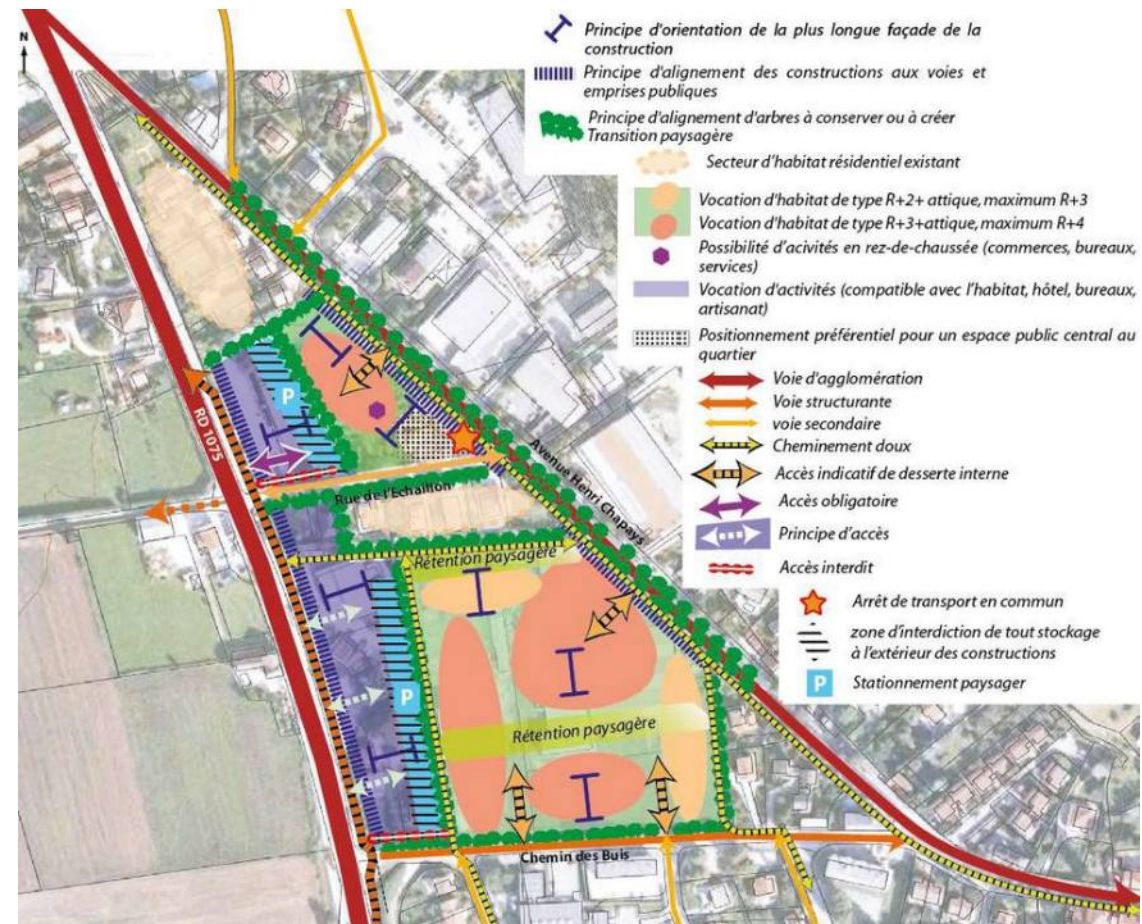 N
Principe d'orientation de la plus longue façade de la
construction
Principe d'alignement des constructions aux voies et
emprises publiques
Principe d'alignement d'arbres à conserver ou à créer
Transition paysagère
Secteur d'habitat résidentiel existant
Vocation d'habitat de type R+2+ attique, maximum R+3
Vocation d'habitat de type R+3+attique, maximum R+4
Possibilité d'acivités en rez-de-chaussée (commerces, bureaux,
services)
Vocation d'activités (compatible avec l'habitat, hôtel, bureaux,
artisanat)
Positionnement préférentiel pour un espace public central au
quartier
Voie d'agglomération
Voie structurante
voie secondaire
Cheminement doux
Accès indicatif de desserte interne
Accès obligatoire
Principe d'accès
Accès interdit
Arrêt de transport en commun
zone d'interdiction de tout stockage
à l'extérieur des constructions
P
Stationnement paysager
P
RD 1075
Avenue Henri Chapays
Rue de l'Echaillon
Rétention paysagère
P
Rétention paysagère
Chemin des Buis